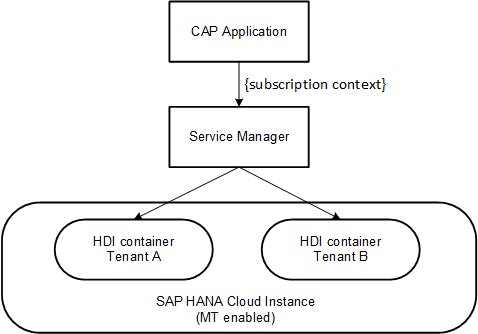 CAP Application
{subscription context}
Service Manager
HDI container
Tenant A
HDI container
Tenant B
SAP HANA Cloud Instance
(MT enabled)